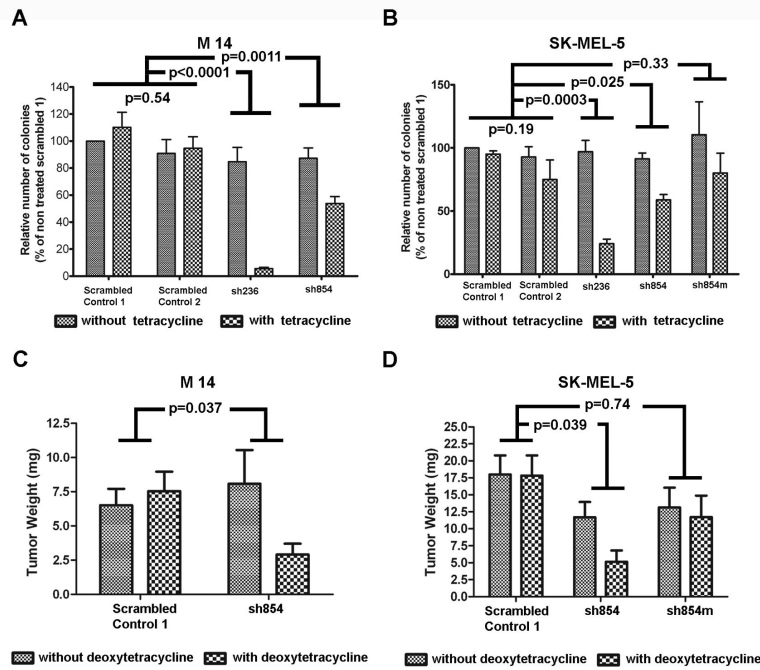 A
M 14
p=0.0011
p<0.0001
p=0.54
Relative number of colonies
(% of non treated scrambled 1)
140
120
100
80
60
40
20
0
Scrambled
Control 1
Scrambled
Control 2
sh236
sh854
without tetracycline
with tetracycline
B
SK-MEL-5
p=0.33
p=0.025
p=0.0003
p=0.19
Relative number of colonies
(% of non treated scrambled 1)
150
100
50
0
Scrambled
Control 1
Scrambled
Control 2
sh236
sh854
sh854m
without tetracycline
with tetracycline
C
M 14
p=0.037
Tumor Weight (mg)
12.5
10.0
7.5
5.0
2.5
0.0
Scrambled
Control 1
sh854
without deoxytetracycline
with deoxytetracycline
D
SK-MEL-5
p=0.74
p=0.039
Tumor Weight (mg)
25.0
22.5
20.0
17.5
15.0
12.5
10.0
7.5
5.0
2.5
0.0
Scrambled
Control 1
sh854
sh854m
without deoxytetracycline
with deoxytetracycline